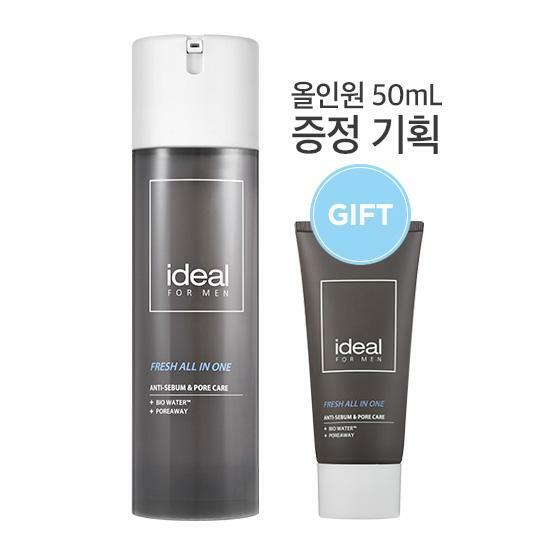 올인원 50mL
증정 기획
GIFT
ideal
FOR MEN
FRESH ALL IN ONE
ANTI-SEBUM & PORE CARE
+ BIO WATER™
+ POREAWAY
ideal
FOR MEN
FRESH ALL IN ONE
ANTI-SEBUM & PORE CARE
+ BIO WATER™
+ POREAWAY